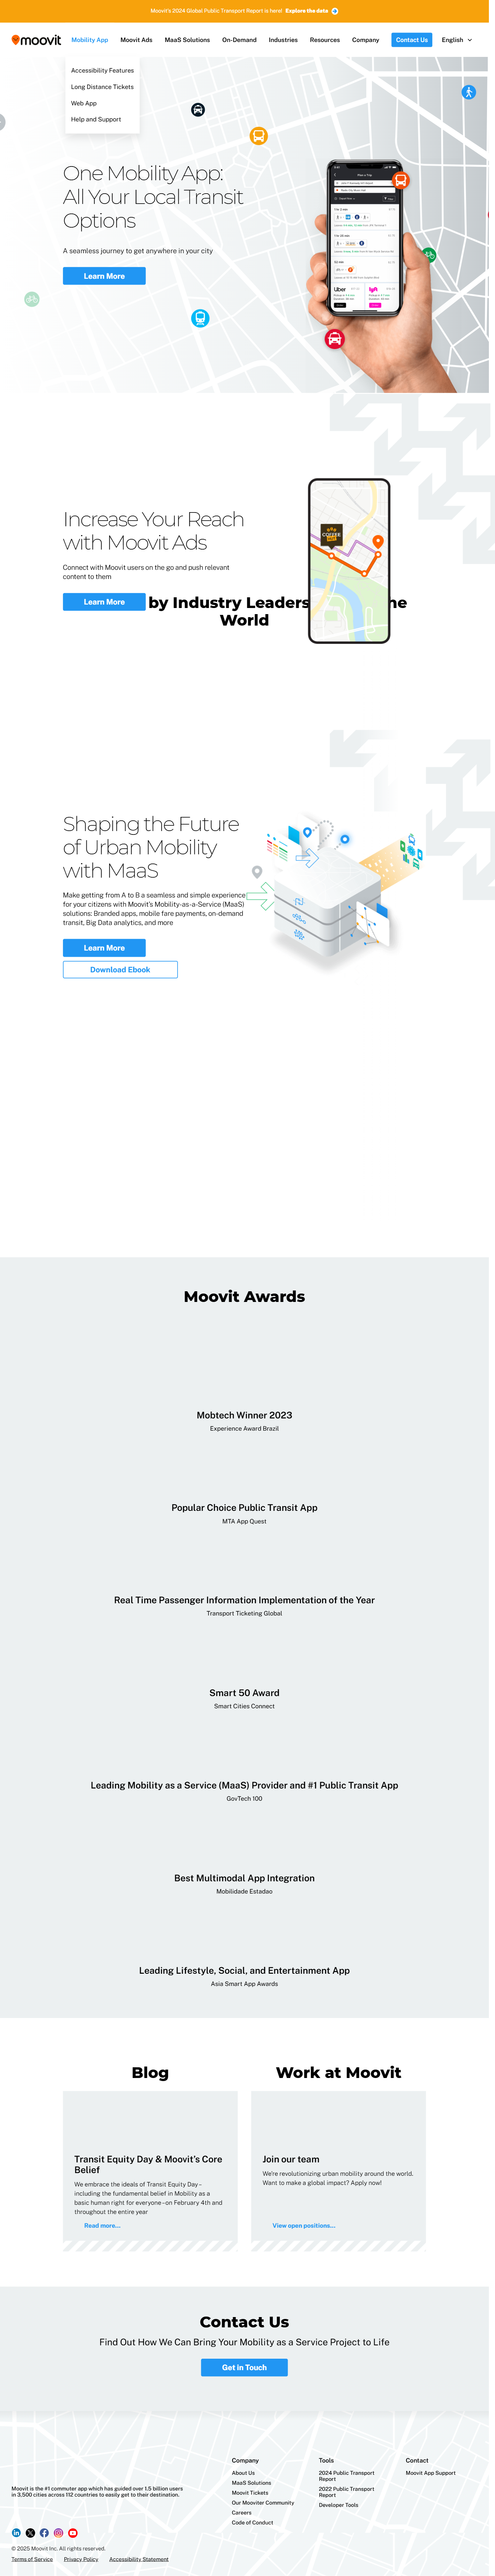 Moovit's 2024 Global Public Transport Report is here! Explore the data
moovit Mobility App Moovit Ads MaaS Solutions On-Demand Industries Resources Company Contact Us English
Accessibility Features
Long Distance Tickets
Web App
Help and Support
One Mobility App:
All Your Local Transit
Options
A seamless journey to get anywhere in your city
Learn More
Uber
lyft
Increase Your Reach
with Moovit Ads
Connect with Moovit users on the go and push relevant
content to them
COFFEE
Learn More
by Industry Leaders
he
World
Shaping the Future
of Urban Mobility
with MaaS
Make getting from A to B a seamless and simple experience
for your citizens with Moovit's Mobility-as-a-Service (MaaS)
solutions: Branded apps, mobile fare payments, on-demand
transit, Big Data analytics, and more
Learn More
Download Ebook
Moovit Awards
Mobtech Winner 2023
Experience Award Brazil
Popular Choice Public Transit App
MTA App Quest
Real Time Passenger Information Implementation of the Year
Transport Ticketing Global
Smart 50 Award
Smart Cities Connect
Leading Mobility as a Service (MaaS) Provider and #1 Public Transit App
GovTech 100
Best Multimodal App Integration
Mobilidade Estadao
Leading Lifestyle, Social, and Entertainment App
Asia Smart App Awards
Blog
Transit Equity Day & Moovit's Core
Belief
We embrace the ideals of Transit Equity Day –
including the fundamental belief in Mobility as a
basic human right for everyone – on February 4th and
throughout the entire year
Read more...
Work at Moovit
Join our team
We're revolutionizing urban mobility around the world.
Want to make a global impact? Apply now!
View open positions...
Contact Us
Find Out How We Can Bring Your Mobility as a Service Project to Life
Get in Touch
Moovit is the #1 commuter app which has guided over 1.5 billion users
in 3,500 cities across 112 countries to easily get to their destination.
Company
About Us
MaaS Solutions
Moovit Tickets
Our Mooviter Community
Careers
Code of Conduct
Tools
2024 Public Transport
Report
2022 Public Transport
Report
Developer Tools
Contact
Moovit App Support
© 2025 Moovit Inc. All rights reserved.
Terms of Service Privacy Policy Accessibility Statement